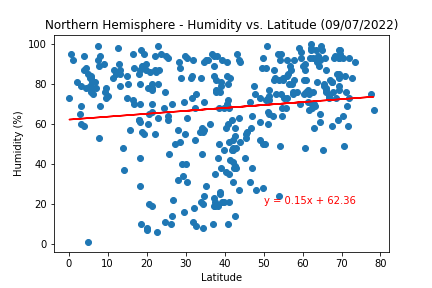 Northern Hemisphere - Humidity vs. Latitude (09/07/2022)
100
80
60
40
20
0
Humidity (%)
y = 0.15x + 62.36
0 10 20 30 40 50 60 70 80
Latitude